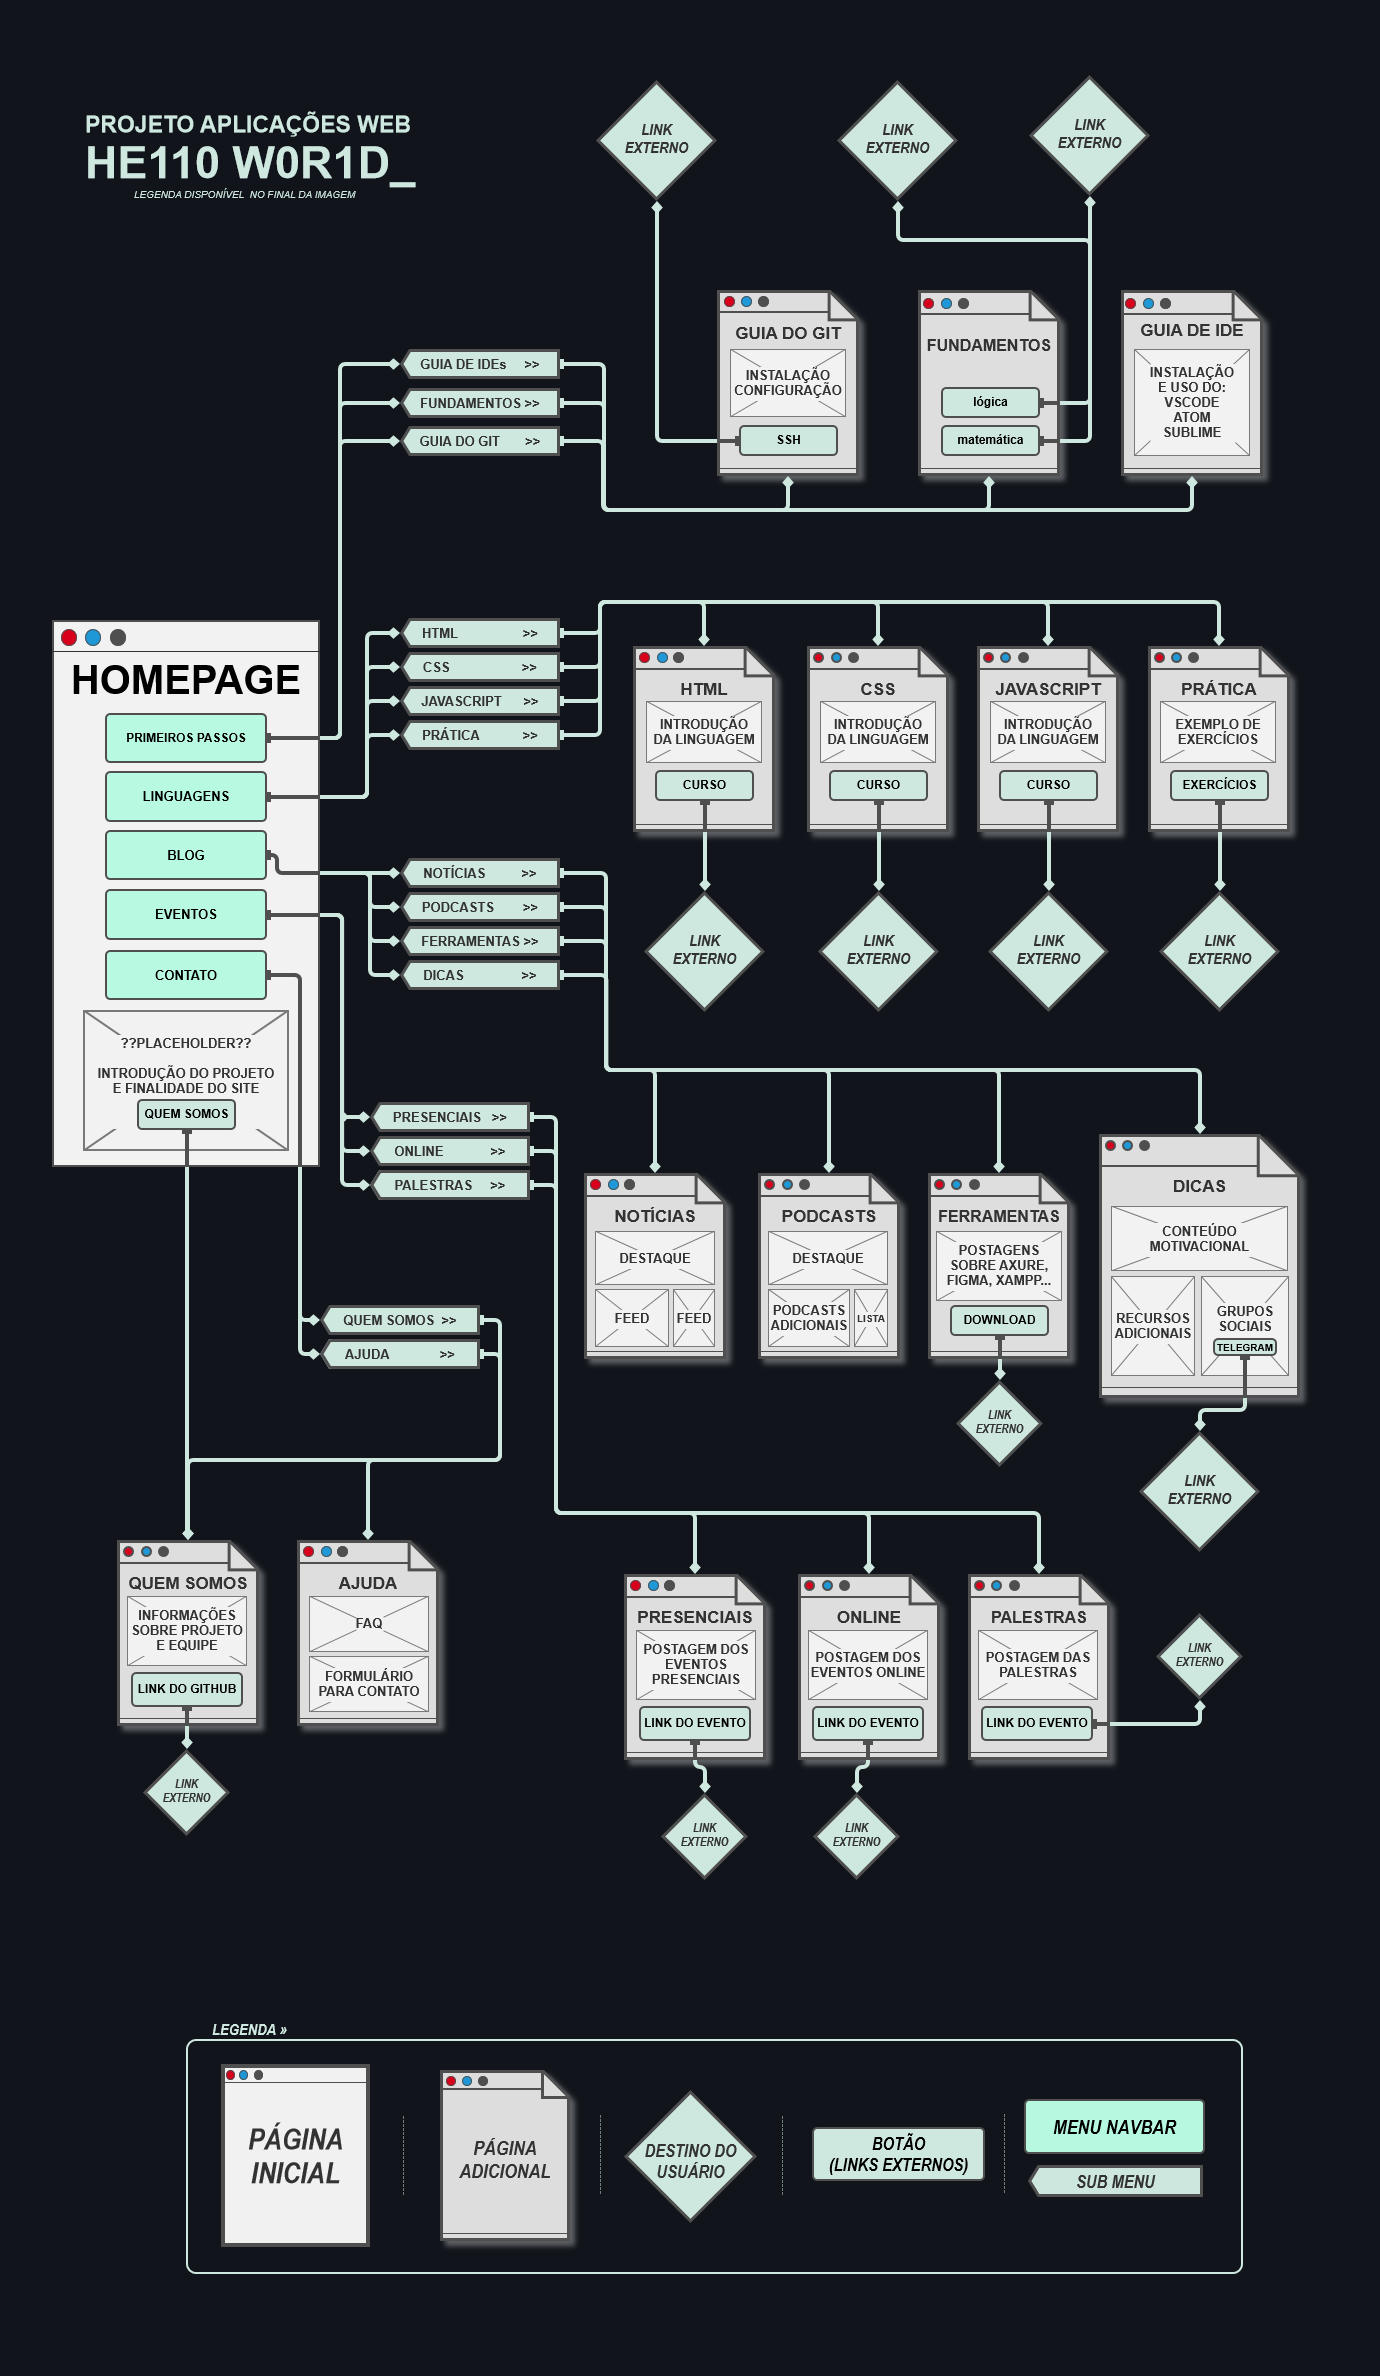 PROJETO APLICAÇÕES WEB
HE110 W0R1D_
LEGENDA DISPONÍVEL NO FINAL DA IMAGEM
LINK
EXTERNO
LINK
EXTERNO
LINK
EXTERNO
GUIA DE IDEs >>
FUNDAMENTOS >>
GUIA DO GIT >>
GUIA DO GIT
INSTALAÇÃO
CONFIGURAÇÃO
SSH
FUNDAMENTOS
lógica
matemática
GUIA DE IDE
INSTALAÇÃO
E USO DO:
VSCODE
ATOM
SUBLIME
HOMEPAGE
PRIMEIROS PASSOS
LINGUAGENS
BLOG
EVENTOS
CONTATO
??PLACEHOLDER??
INTRODUÇÃO DO PROJETO
E FINALIDADE DO SITE
QUEM SOMOS
HTML >>
CSS >>
JAVASCRIPT >>
PRÁTICA >>
HTML
INTRODUÇÃO
DA LINGUAGEM
CURSO
CSS
INTRODUÇÃO
DA LINGUAGEM
CURSO
JAVASCRIPT
INTRODUÇÃO
DA LINGUAGEM
CURSO
PRÁTICA
EXEMPLO DE
EXERCÍCIOS
EXERCÍCIOS
LINK
EXTERNO
LINK
EXTERNO
LINK
EXTERNO
LINK
EXTERNO
NOTÍCIAS >>
PODCASTS >>
FERRAMENTAS >>
DICAS >>
PRESENCIAIS >>
ONLINE >>
PALESTRAS >>
NOTÍCIAS
DESTAQUE
FEED
FEED
PODCASTS
DESTAQUE
PODCASTS
ADICIONAIS
LISTA
FERRAMENTAS
POSTAGENS
SOBRE AXURE,
FIGMA, XAMPP...
DOWNLOAD
LINK
EXTERNO
DICAS
CONTEÚDO
MOTIVACIONAL
RECURSOS
ADICIONAIS
GRUPOS
SOCIAIS
TELEGRAM
LINK
EXTERNO
QUEM SOMOS >>
AJUDA >>
QUEM SOMOS
INFORMAÇÕES
SOBRE PROJETO
E EQUIPE
LINK DO GITHUB
LINK
EXTERNO
AJUDA
FAQ
FORMULÁRIO
PARA CONTATO
PRESENCIAIS
POSTAGEM DOS
EVENTOS
PRESENCIAIS
LINK DO EVENTO
LINK
EXTERNO
ONLINE
POSTAGEM DOS
EVENTOS ONLINE
LINK DO EVENTO
LINK
EXTERNO
PALESTRAS
POSTAGEM DAS
PALESTRAS
LINK DO EVENTO
LINK
EXTERNO
LEGENDA »
PÁGINA
INICIAL
PÁGINA
ADICIONAL
DESTINO DO
USUÁRIO
BOTÃO
(LINKS EXTERNOS)
MENU NAVBAR
SUB MENU